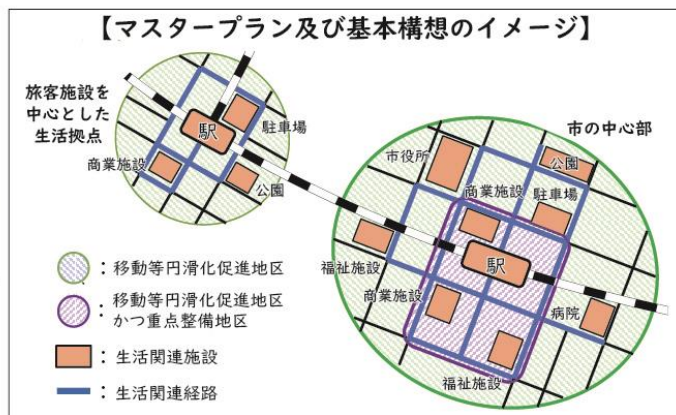 【マスタープラン及び基本構想のイメージ】
旅客施設を
中心とした
生活拠点
駅
駐車場
商業施設
公園
市の中心部
市役所
公園
商業施設
駐車場
駅
福祉施設
商業施設
病院
福祉施設
：移動等円滑化促進地区
：移動等円滑化促進地区
かつ重点整備地区
：生活関連施設
：生活関連経路